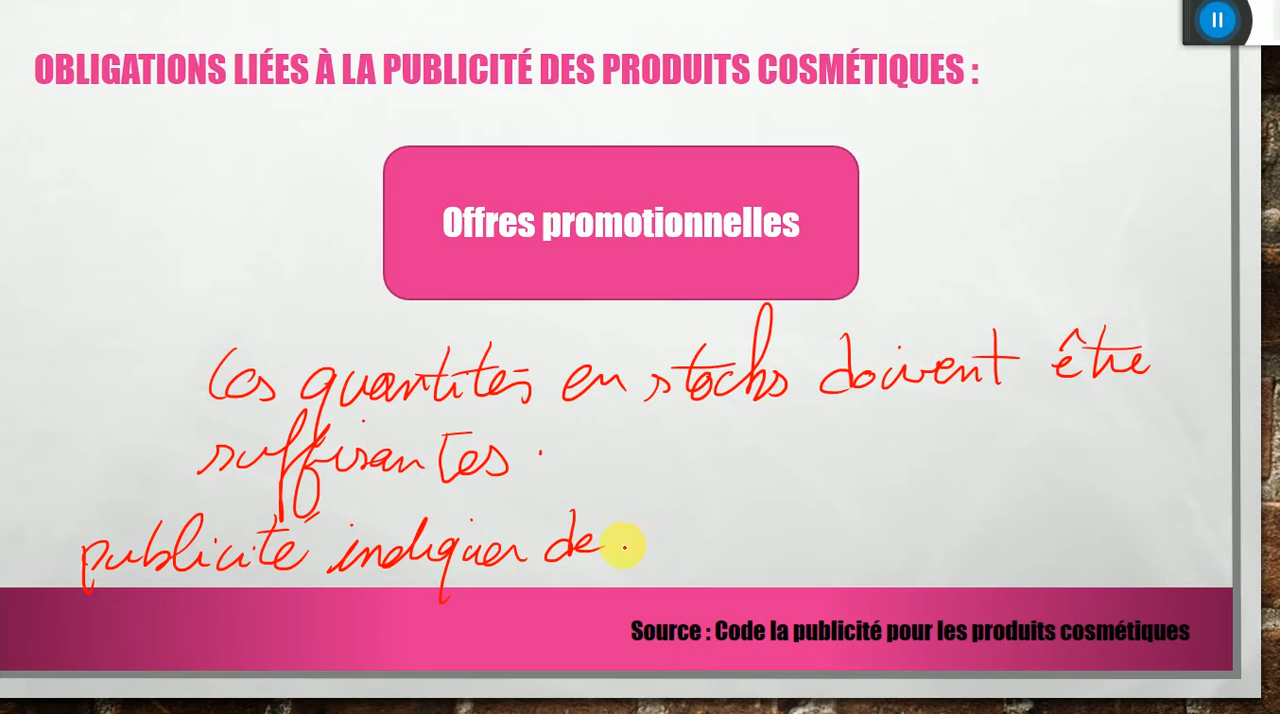 OBLIGATIONS LIÉES À LA PUBLICITÉ DES PRODUITS COSMÉTIQUES :
Offres promotionnelles
Les quantités en stocks doivent être
suffisantes.
publicité indiquer de
Source : Code la publicité pour les produits cosmétiques